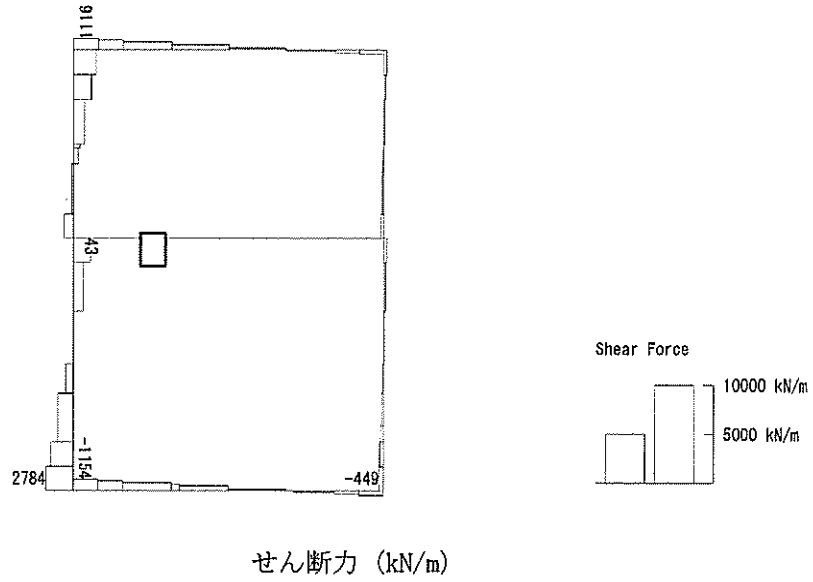 1116
43
-1154
2784
-449
Shear Force
10000 kN/m
5000 kN/m
せん断力 (kN/m)